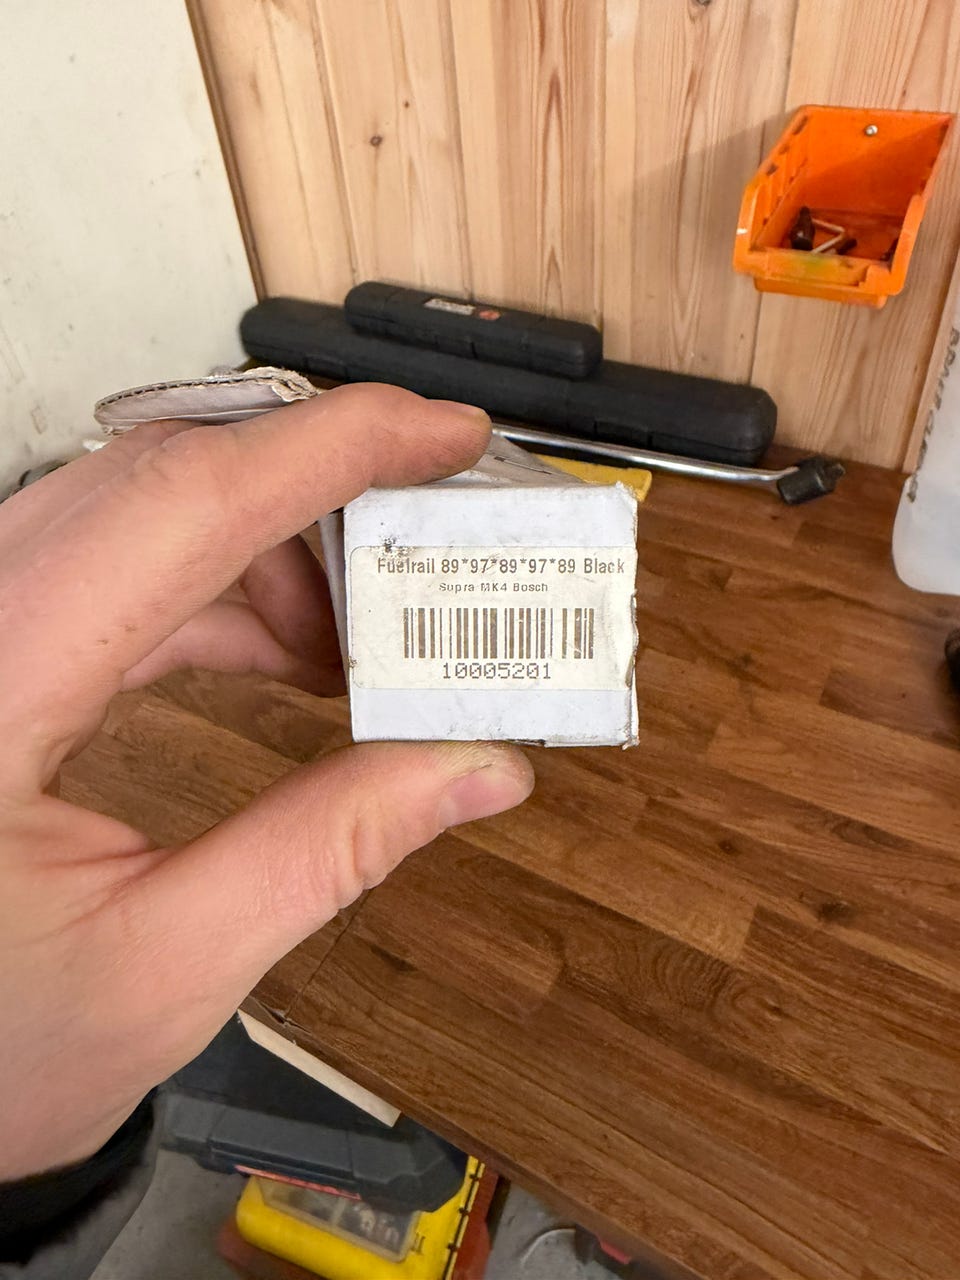 Fuelrail 89*97*89*97*89 Black
Supra MK4 Bosch
10005201